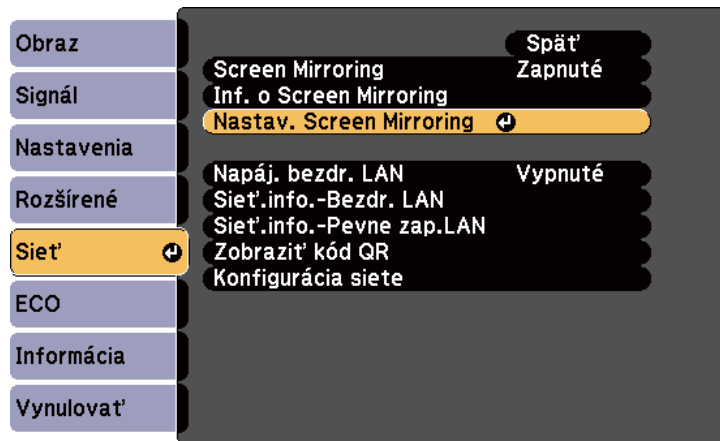 Obraz
Signál
Nastavenia
Rozšírené
Sieť
ECO
Informácia
Vynulovať
Späť
Screen Mirroring Zapnuté
Inf. o Screen Mirroring
Nastav. Screen Mirroring
Napáj. bezdr. LAN Vypnuté
Sieť.info.-Bezdr. LAN
Sieť.info.-Pevne zap.LAN
Zobraziť kód QR
Konfigurácia siete